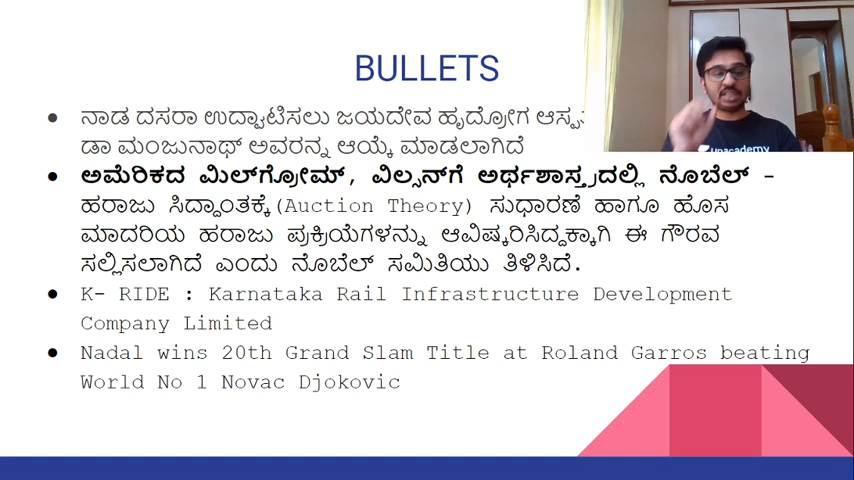 BULLETS
● ನಾಡ ದಸರಾ ಉದ್ಘಾಟಿಸಲು ಜಯದೇವ ಹೃದ್ರೋಗ
ಡಾ ಮಂಜುನಾಥ್ ಅವರನ್ನ ಆಯ್ಕೆ ಮಾಡಲಾಗಿದೆ
● ಅಮೆರಿಕದ ಮಿಲ್‌ಗ್ರೋಮ್, ವಿಲ್ಸನ್‌ಗೆ ಅರ್ಥಶಾಸ್ತ್ರದಲ್ಲಿ ನೊಬೆಲ್ –
ಹರಾಜು ಸಿದ್ಧಾಂತಕ್ಕೆ(Auction Theory) ಸುಧಾರಣೆ ಹಾಗೂ ಹೊಸ
ಮಾದರಿಯ ಹರಾಜು ಪ್ರಕ್ರಿಯೆಗಳನ್ನು ಆವಿಷ್ಕರಿಸಿದ್ದಕ್ಕಾಗಿ ಈ ಗೌರವ
ಸಲ್ಲಿಸಲಾಗಿದೆ ಎಂದು ನೊಬೆಲ್ ಸಮಿತಿಯು ತಿಳಿಸಿದೆ.
● K- RIDE : Karnataka Rail Infrastructure Development
Company Limited
● Nadal wins 20th Grand Slam Title at Roland Garros beating
World No 1 Novac Djokovic
unacademy